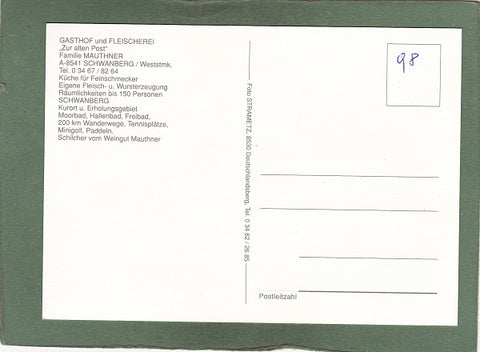 GASTHOF und FLEISCHEREI
„Zur alten Post"
Familie MAUTHNER
A-8541 SCHWANBERG / Weststmk.
Tel. 0 34 67 / 82 64
Küche für Feinschmecker
Eigene Fleisch- u. Wursterzeugung
Räumlichkeiten bis 150 Personen
SCHWANBERG
Kurort u. Erholungsgebiet
Moorbad, Hallenbad, Freibad,
200 km Wanderwege, Tennisplätze,
Minigolf, Paddeln.
Schilcher vom Weingut Mauthner
Foto STRAMETZ, 8530 Deutschlandsberg, Tel. 0 34 62 / 26 85
98
Postleitzahl